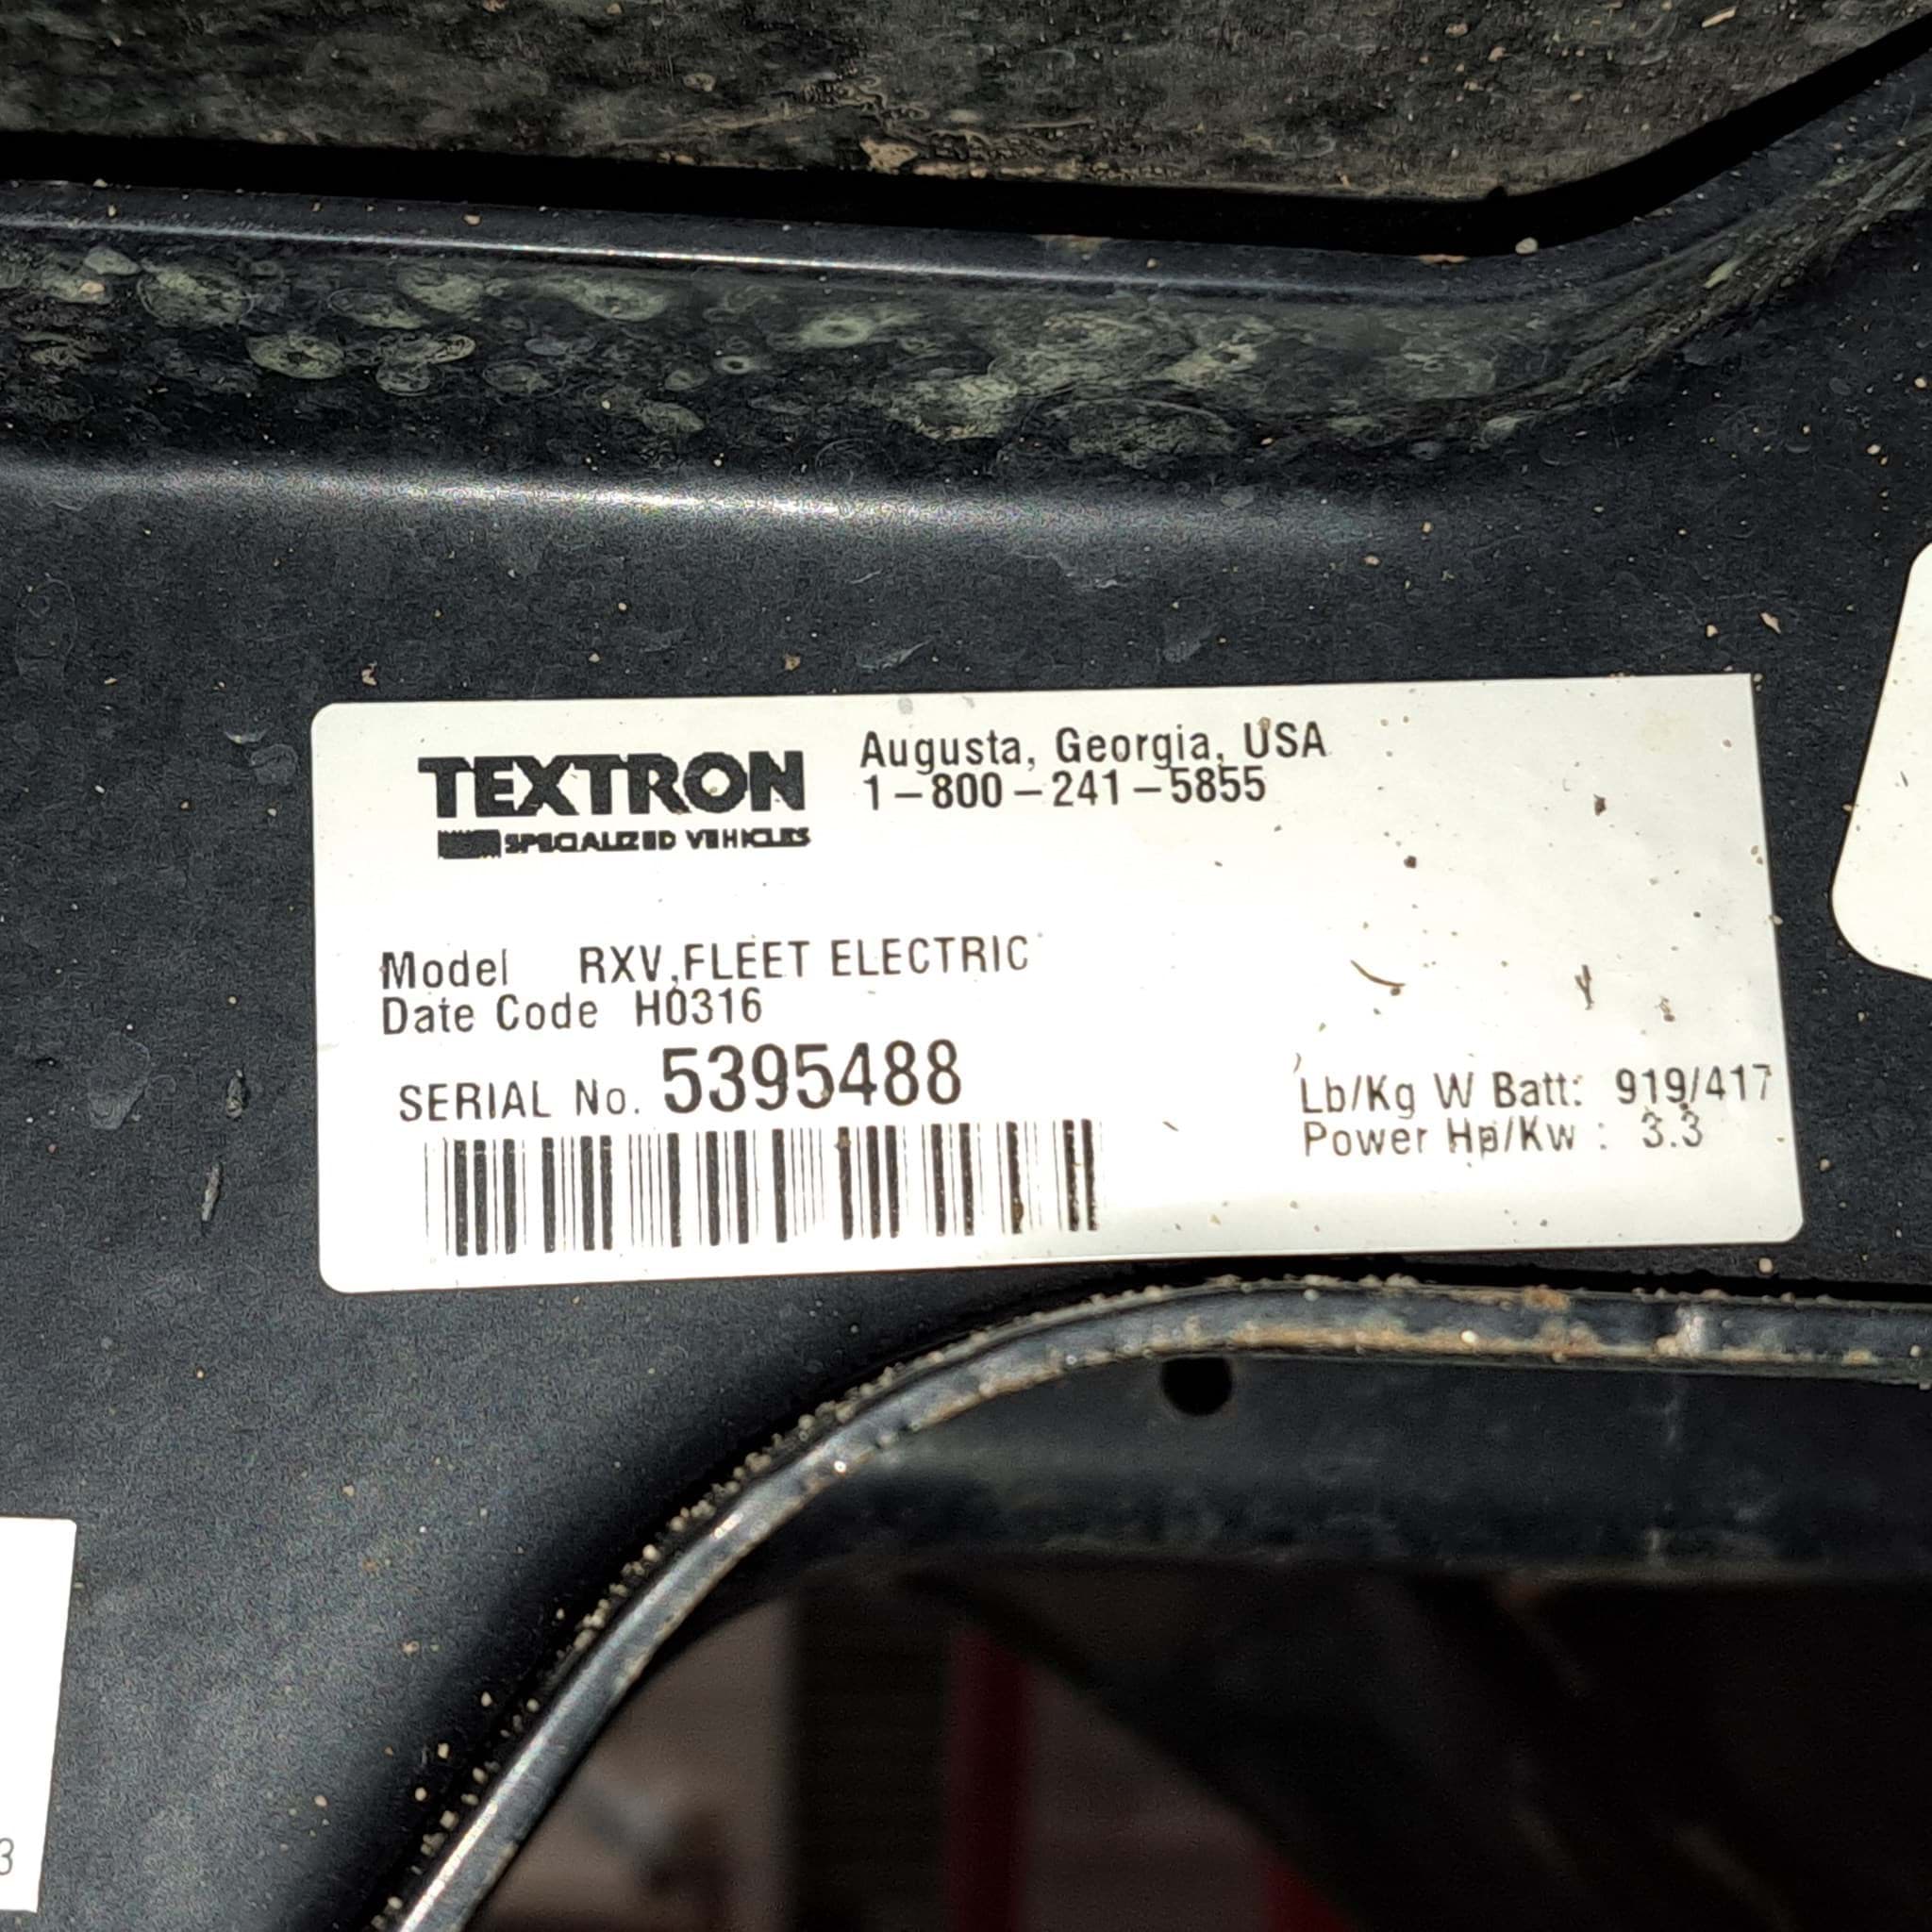 TEXTRON
SPECIALIZED VEHICLES
Augusta, Georgia, USA
1-800-241-5855
Model RXV,FLEET ELECTRIC
Date Code H0316
SERIAL No. 5395488
Lb/Kg W Batt: 919/417
Power Hp/Kw : 3.3
3